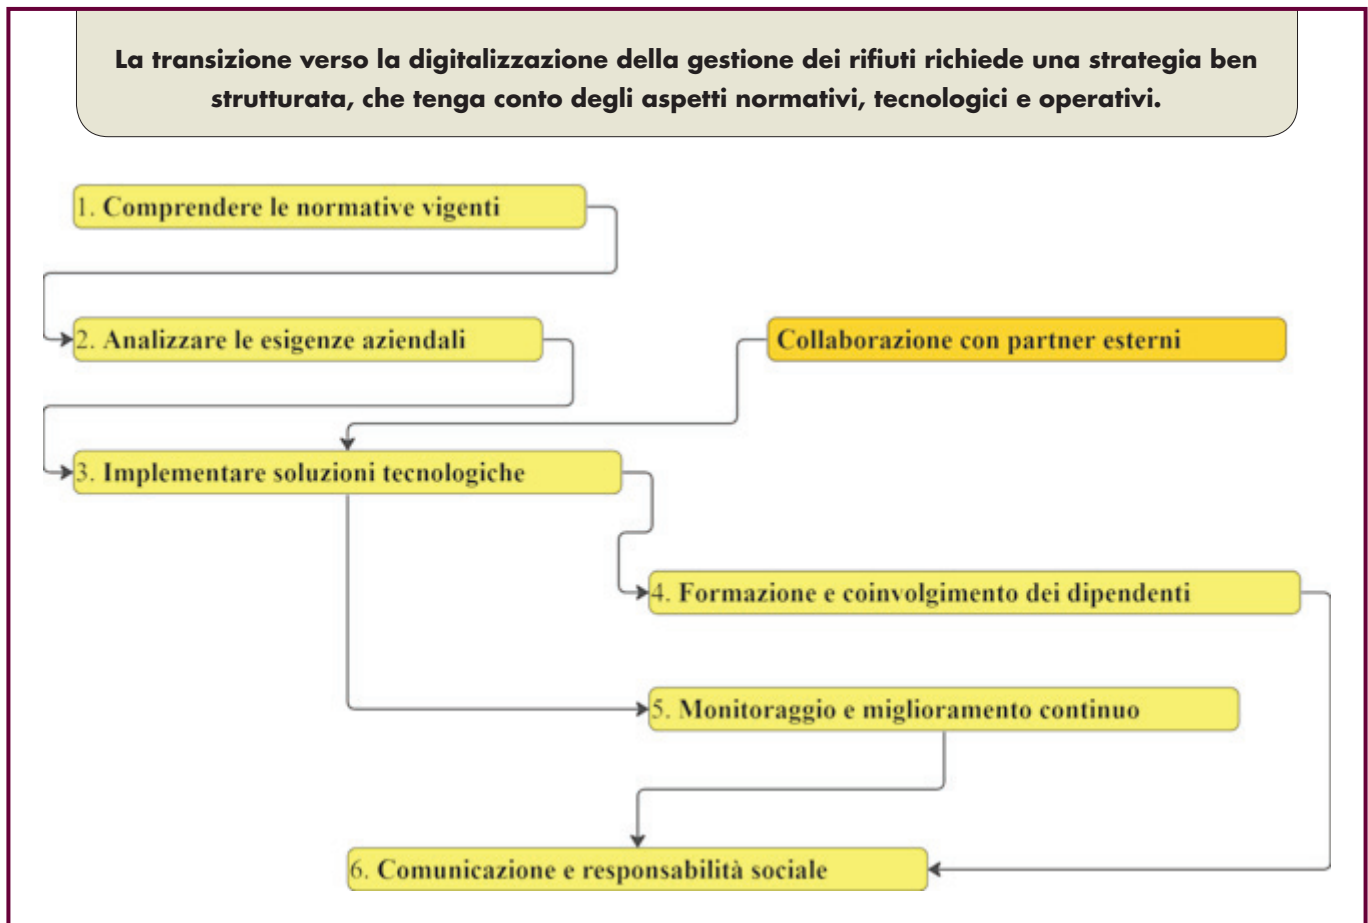 La transizione verso la digitalizzazione della gestione dei rifiuti richiede una strategia ben
strutturata, che tenga conto degli aspetti normativi, tecnologici e operativi.
1. Comprendere le normative vigenti
2. Analizzare le esigenze aziendali
Collaborazione con partner esterni
3. Implementare soluzioni tecnologiche
4. Formazione e coinvolgimento dei dipendenti
5. Monitoraggio e miglioramento continuo
6. Comunicazione e responsabilità sociale